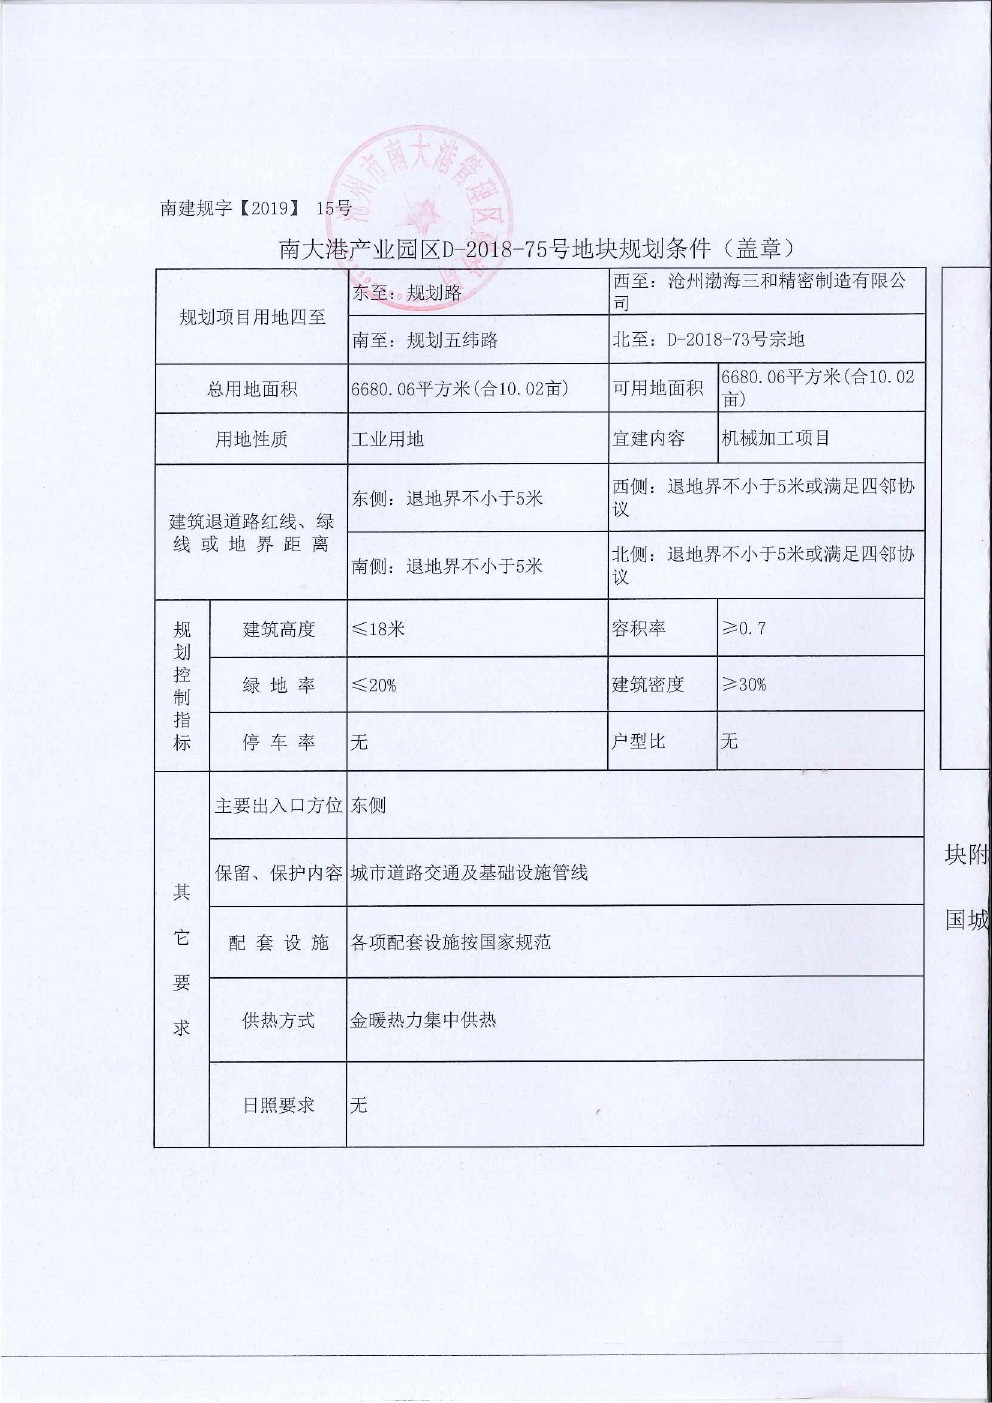 南建规字【2019】 15号
南大港产业园区D-2018-75号地块规划条件（盖章）
规划项目用地四至
东至：规划路
西至：沧州渤海三和精密制造有限公
司
南至：规划五纬路
北至：D-2018-73号宗地
总用地面积
6680.06平方米(合10.02亩)
可用地面积
6680.06平方米(合10.02
亩)
用地性质
工业用地
宜建内容
机械加工项目
建筑退道路红线、绿
线或地界距离
东侧：退地界不小于5米
西侧：退地界不小于5米或满足四邻协
议
南侧：退地界不小于5米
北侧：退地界不小于5米或满足四邻协
议
规划控制指标
建筑高度
≤18米
容积率
≥0.7
绿地率
≤20%
建筑密度
≥30%
停车率
无
户型比
无
其它要求
主要出入口方位
东侧
保留、保护内容
城市道路交通及基础设施管线
配套设施
各项配套设施按国家规范
供热方式
金暖热力集中供热
日照要求
无
块附
国城
沧州市南大港管理区